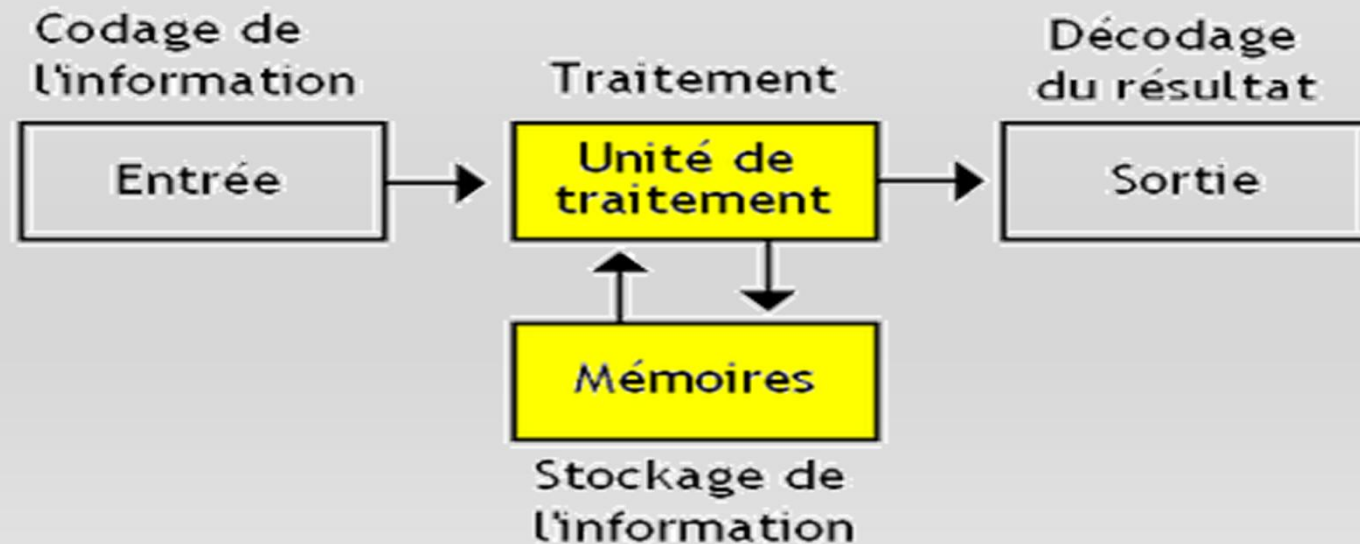 Codage de
l'information
Entrée
Traitement
Unité de
traitement
Décodage
du résultat
Sortie
Mémoires
Stockage de
l'information